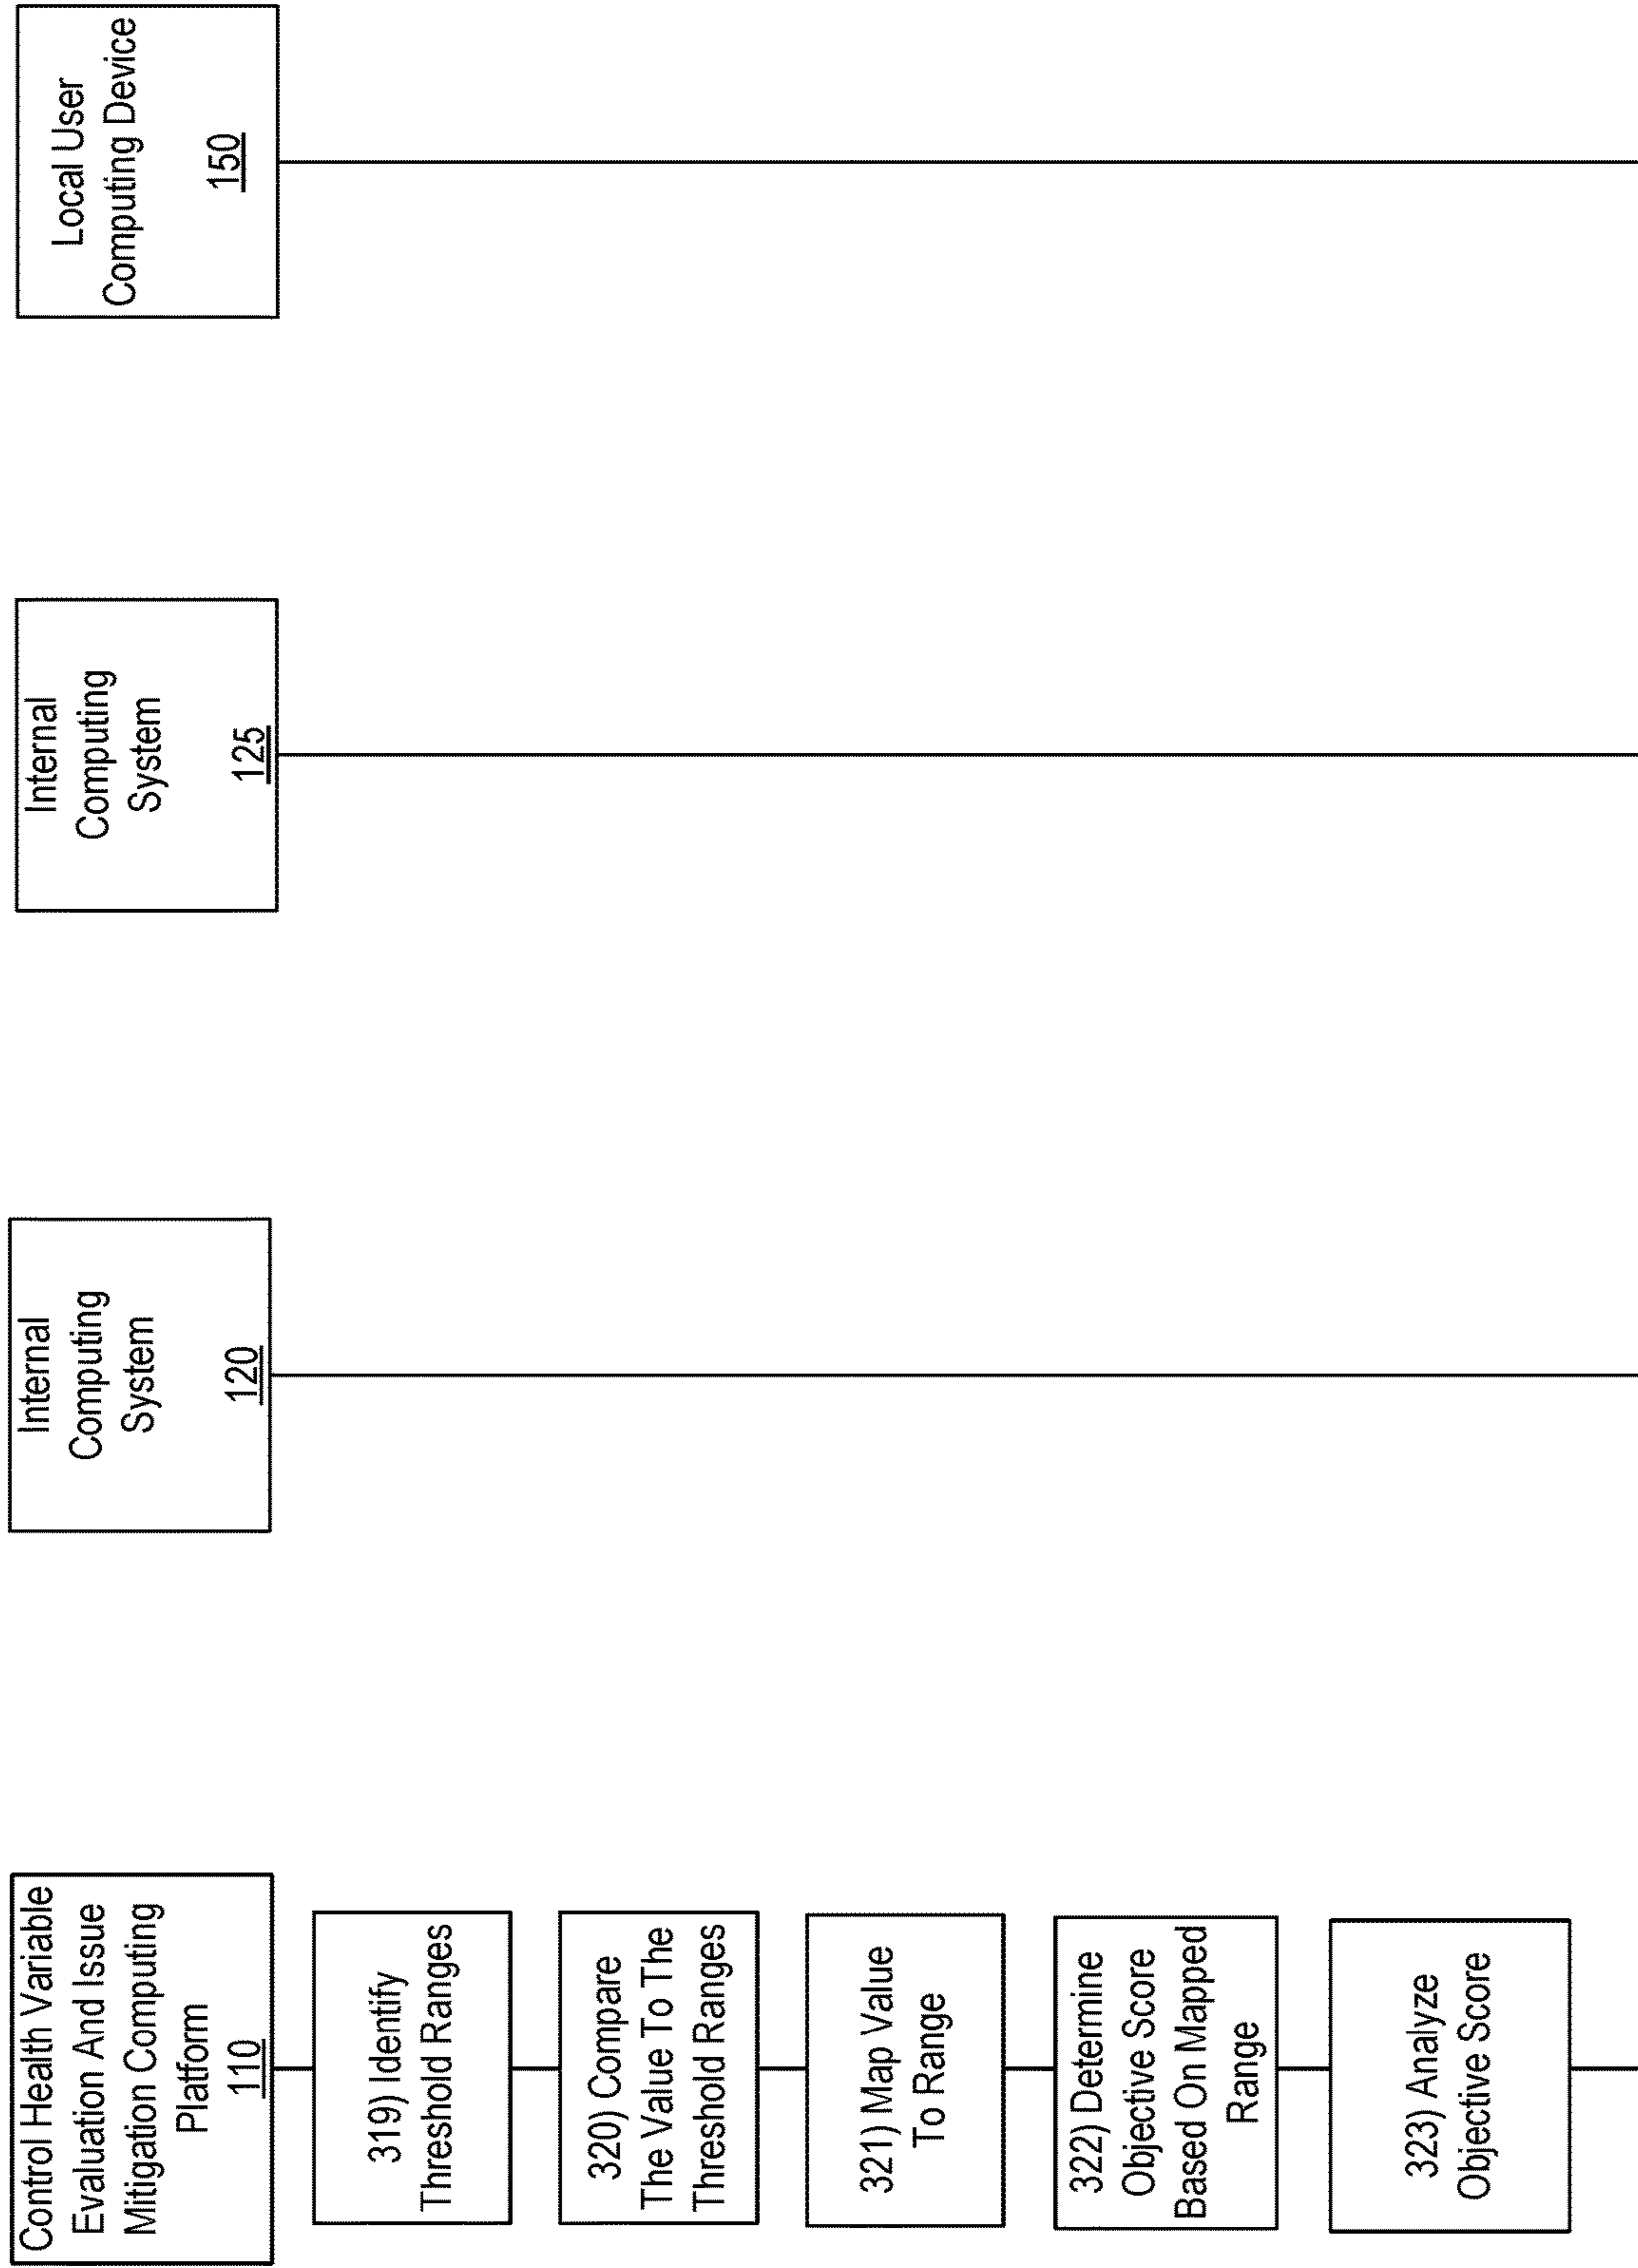 Control Health Variable
Evaluation And Issue
Mitigation Computing
Platform
110
Internal
Computing
System
120
Internal
Computing
System
125
Local User
Computing Device
150
319) Identify
Threshold Ranges
320) Compare
The Value To The
Threshold Ranges
321) Map Value
To Range
322) Determine
Objective Score
Based On Mapped
Range
323) Analyze
Objective Score